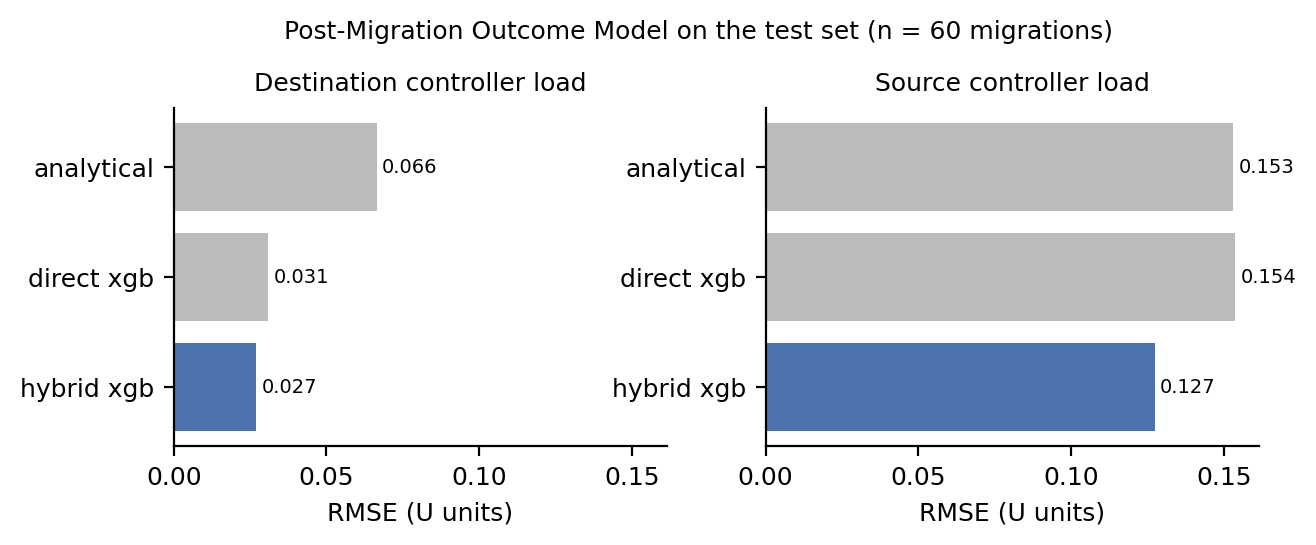 Post-Migration Outcome Model on the test set (n = 60 migrations)
Destination controller load
analytical
0.066
direct xgb
0.031
hybrid xgb
0.027
0.00 0.05 0.10 0.15
RMSE (U units)
Source controller load
analytical
0.153
direct xgb
0.154
hybrid xgb
0.127
0.00 0.05 0.10 0.15
RMSE (U units)